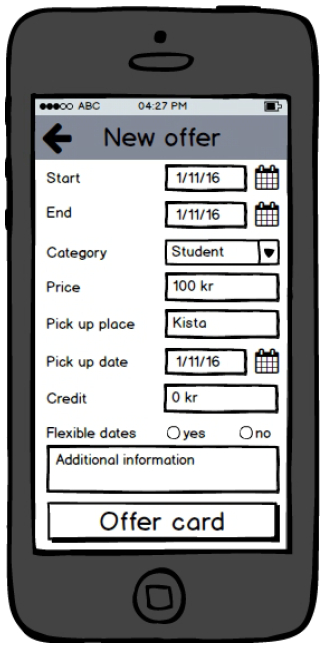 ABC 04:27 PM
New offer
Start 1/11/16
End 1/11/16
Category Student
Price 100 kr
Pick up place Kista
Pick up date 1/11/16
Credit 0 kr
Flexible dates yes no
Additional information
Offer card